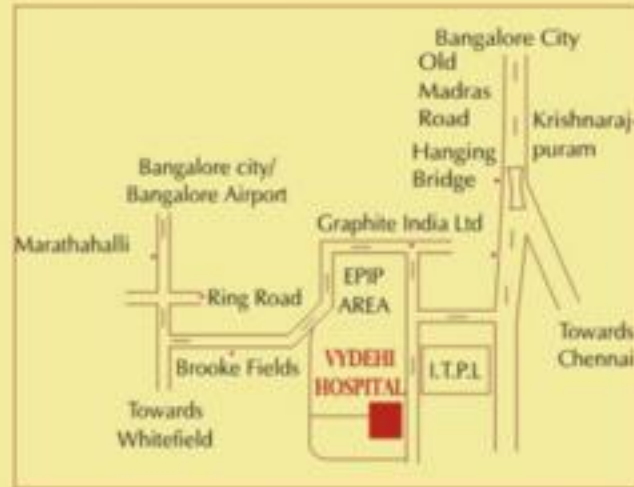 Bangalore City
Old
Madras
Road
Krishnaraj-
puram
Hanging
Bridge
Bangalore city/
Bangalore Airport
Graphite India Ltd
Marathahalli
EPIP
AREA
Ring Road
Towards
Chennai
Brooke Fields
VYDEHI
HOSPITAL
I.T.P.L
Towards
Whitefield